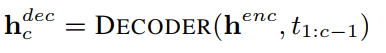 h_c^{dec} = DECODER(h^{enc}, t_{1:c−1})